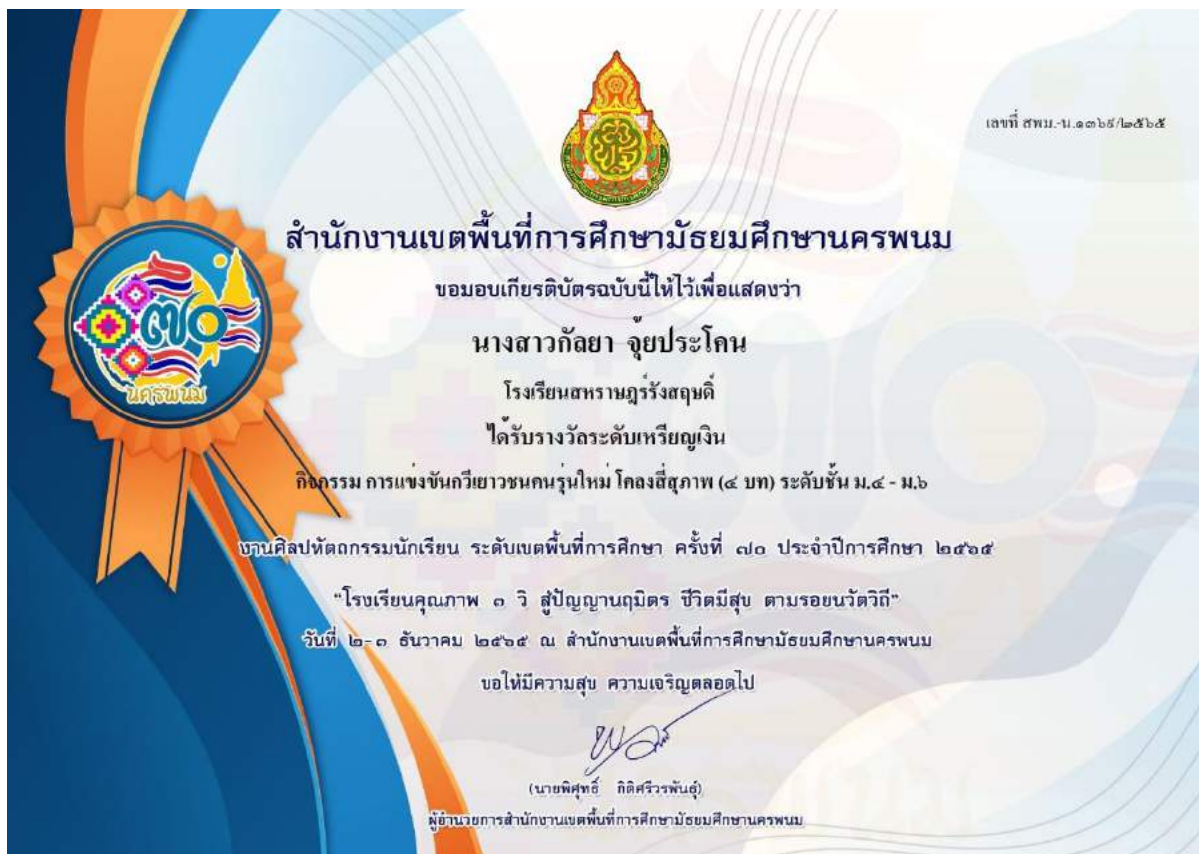 เลขที่ สพม.-น.๑๓๖๙/๒๕๖๕
สำนักงานเขตพื้นที่การศึกษามัธยมศึกษานครพนม
ขอมอบเกียรติบัตรฉบับนี้ให้ไว้เพื่อแสดงว่า
นางสาวกัลยา จุ้ยประโคน
โรงเรียนสหราษฎร์รังสฤษดิ์
ได้รับรางวัลระดับเหรียญเงิน
กิจกรรม การแข่งขันกวีเยาวชนคนรุ่นใหม่ โคลงสี่สุภาพ (๔ บท) ระดับชั้น ม.๔ - ม.๖
งานศิลปหัตถกรรมนักเรียน ระดับเขตพื้นที่การศึกษา ครั้งที่ ๗๐ ประจำปีการศึกษา ๒๕๖๕
“โรงเรียนคุณภาพ ๓ วิ สู่ปัญญานฤมิตร ชีวิตมีสุข ตามรอยนวัตวิถี”
วันที่ ๒-๓ ธันวาคม ๒๕๖๕ ณ สำนักงานเขตพื้นที่การศึกษามัธยมศึกษานครพนม
ขอให้มีความสุข ความเจริญตลอดไป
(นายพิศุทธิ์ กิติศรีวรพันธุ์)
ผู้อำนวยการสำนักงานเขตพื้นที่การศึกษามัธยมศึกษานครพนม
๗๐
นครพนม